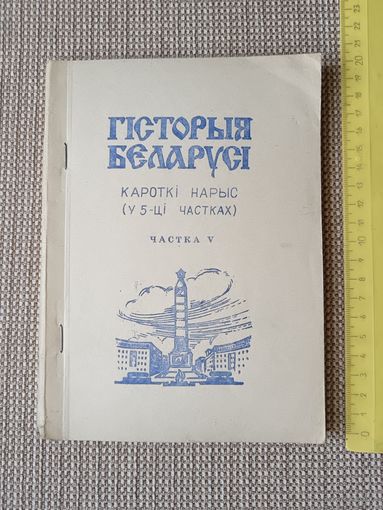 ГІСТОРЫЯ
БЕЛАРУСІ
КАРОТКІ НАРЫС
(У 5-ЦІ ЧАСТКАХ)
ЧАСТКА V